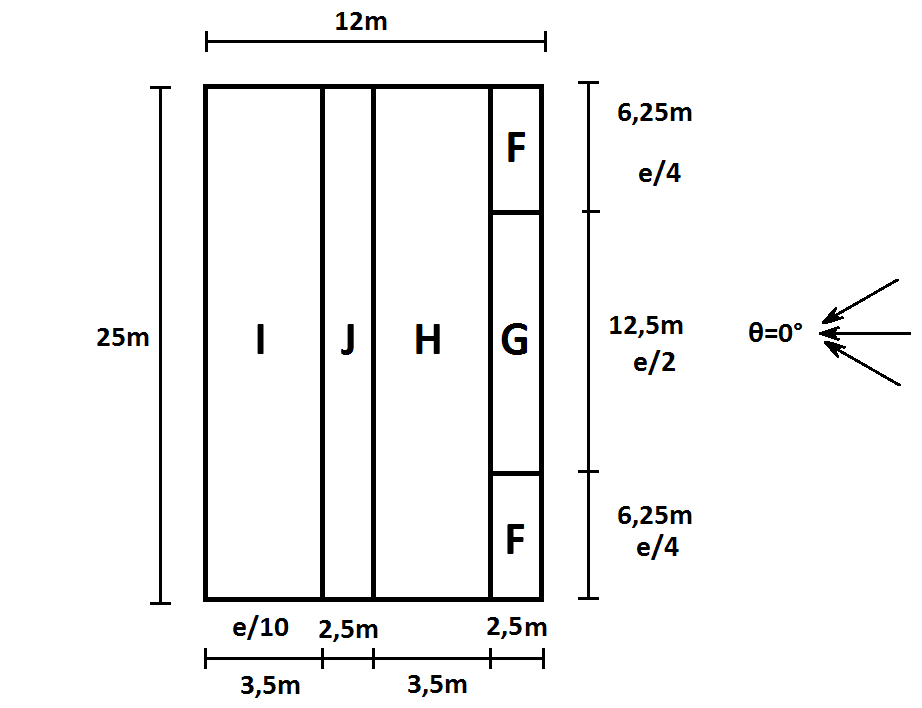 12m
6,25m
F
e/4
25m
I
J
H
G
12,5m
e/2
θ=0°
6,25m
F
e/4
e/10
2,5m
2,5m
3,5m
3,5m